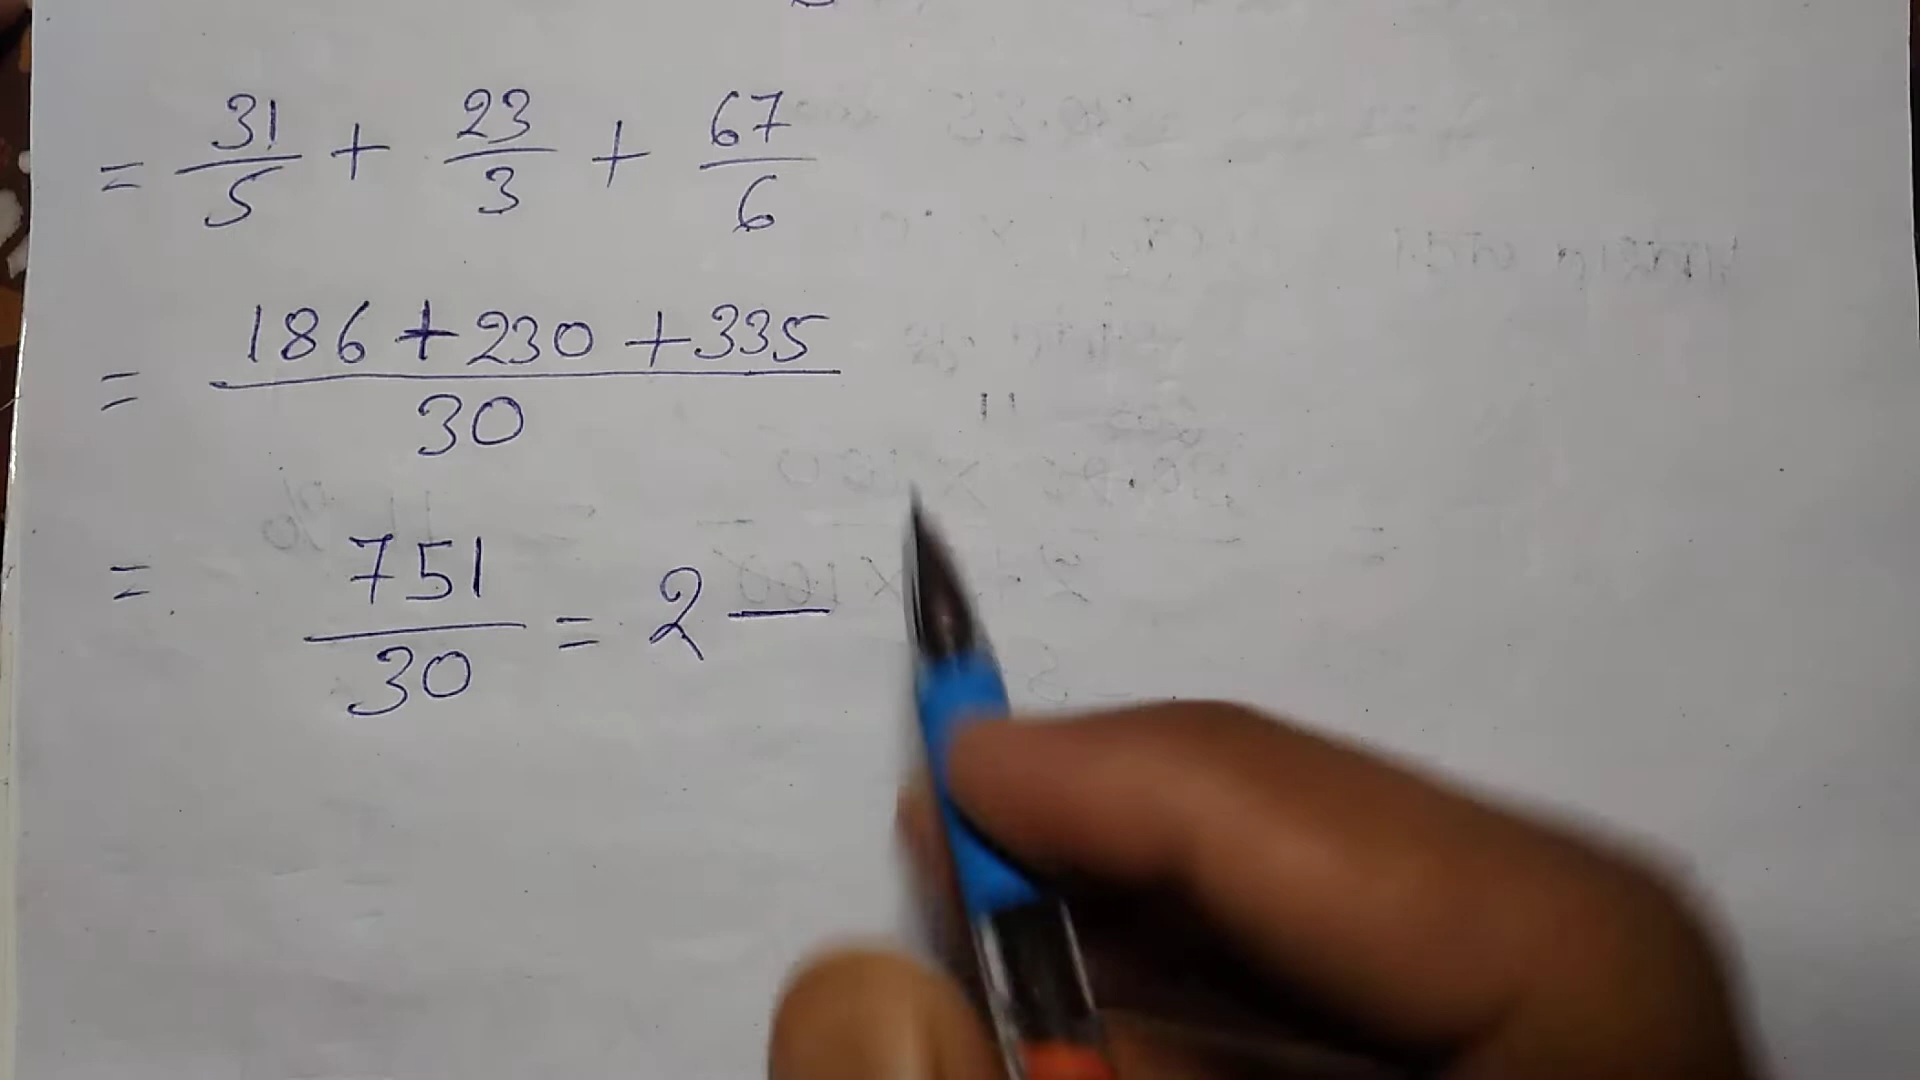 = 31/5 + 23/3 + 67/6
= 186 + 230 + 335 / 30
= 751/30 = 2 —